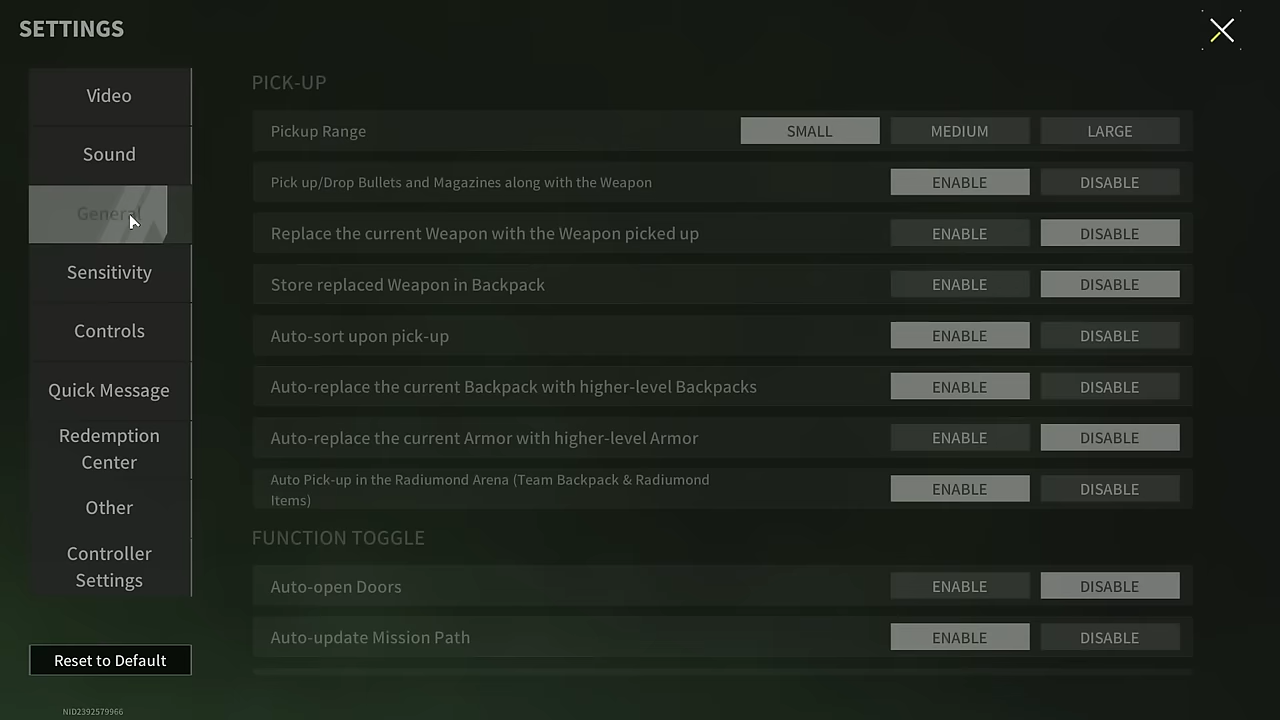 SETTINGS
Video
Sound
General
Sensitivity
Controls
Quick Message
Redemption
Center
Other
Controller
Settings
Reset to Default
NID2392579966
PICK-UP
Pickup Range SMALL MEDIUM LARGE
Pick up/Drop Bullets and Magazines along with the Weapon ENABLE DISABLE
Replace the current Weapon with the Weapon picked up ENABLE DISABLE
Store replaced Weapon in Backpack ENABLE DISABLE
Auto-sort upon pick-up ENABLE DISABLE
Auto-replace the current Backpack with higher-level Backpacks ENABLE DISABLE
Auto-replace the current Armor with higher-level Armor ENABLE DISABLE
Auto Pick-up in the Radiumond Arena (Team Backpack & Radiumond
Items) ENABLE DISABLE
FUNCTION TOGGLE
Auto-open Doors ENABLE DISABLE
Auto-update Mission Path ENABLE DISABLE